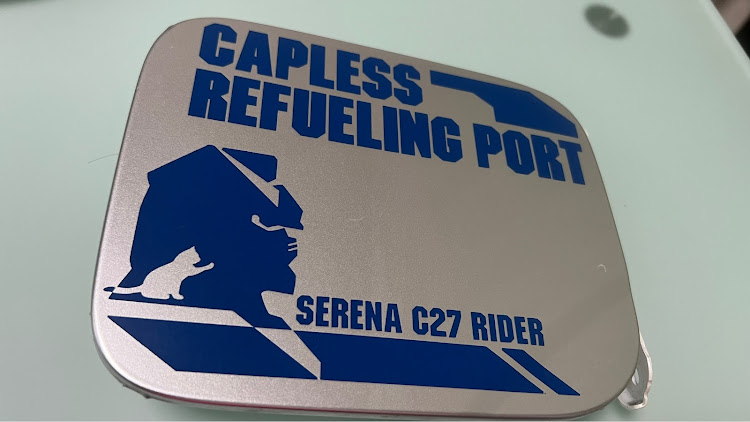 CAPLESS
REFUELING PORT
SERENA C27 RIDER